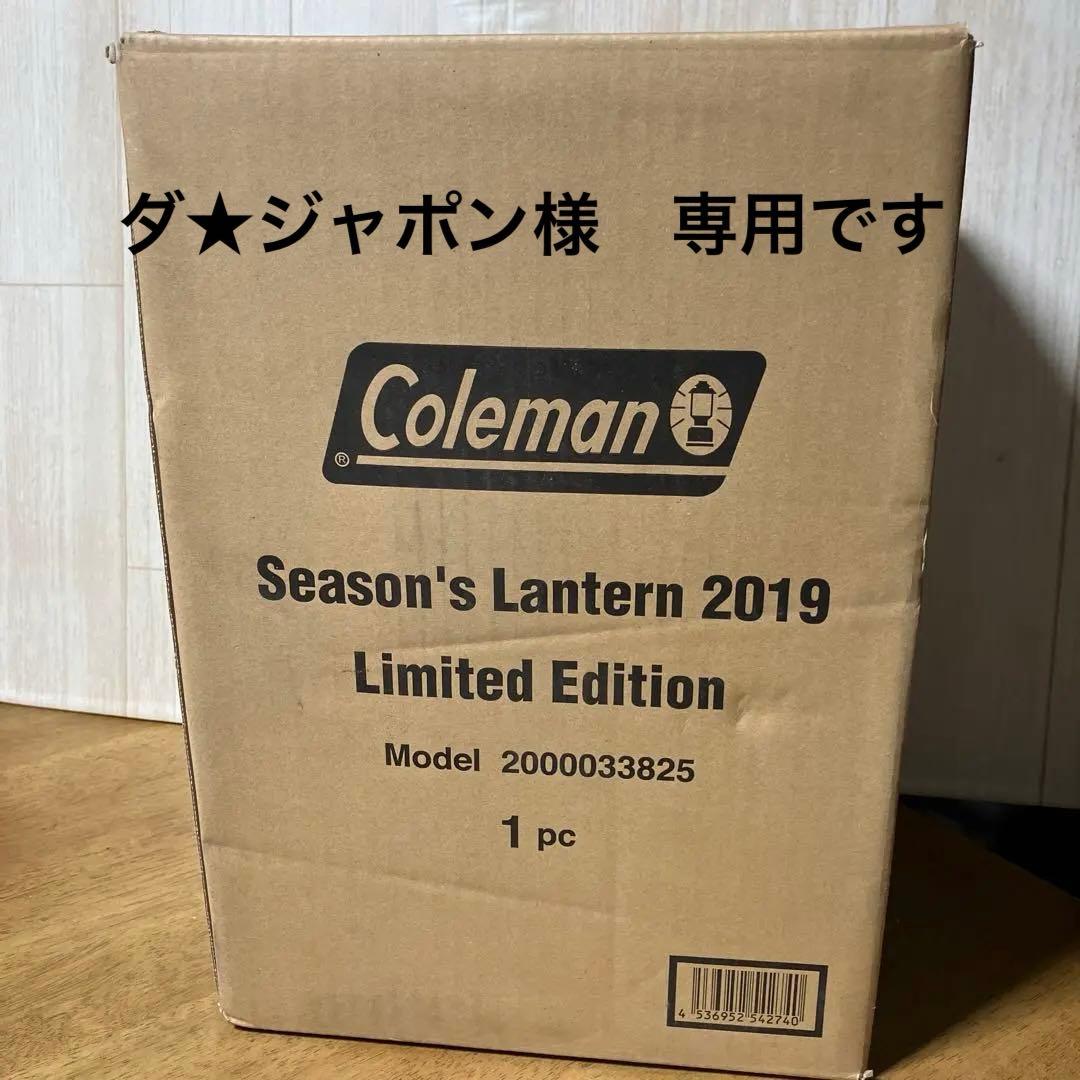 ダ★ジャポン様　専用です
Coleman
®
Season's Lantern 2019
Limited Edition
Model 2000033825
1 pc
4 536952 542740